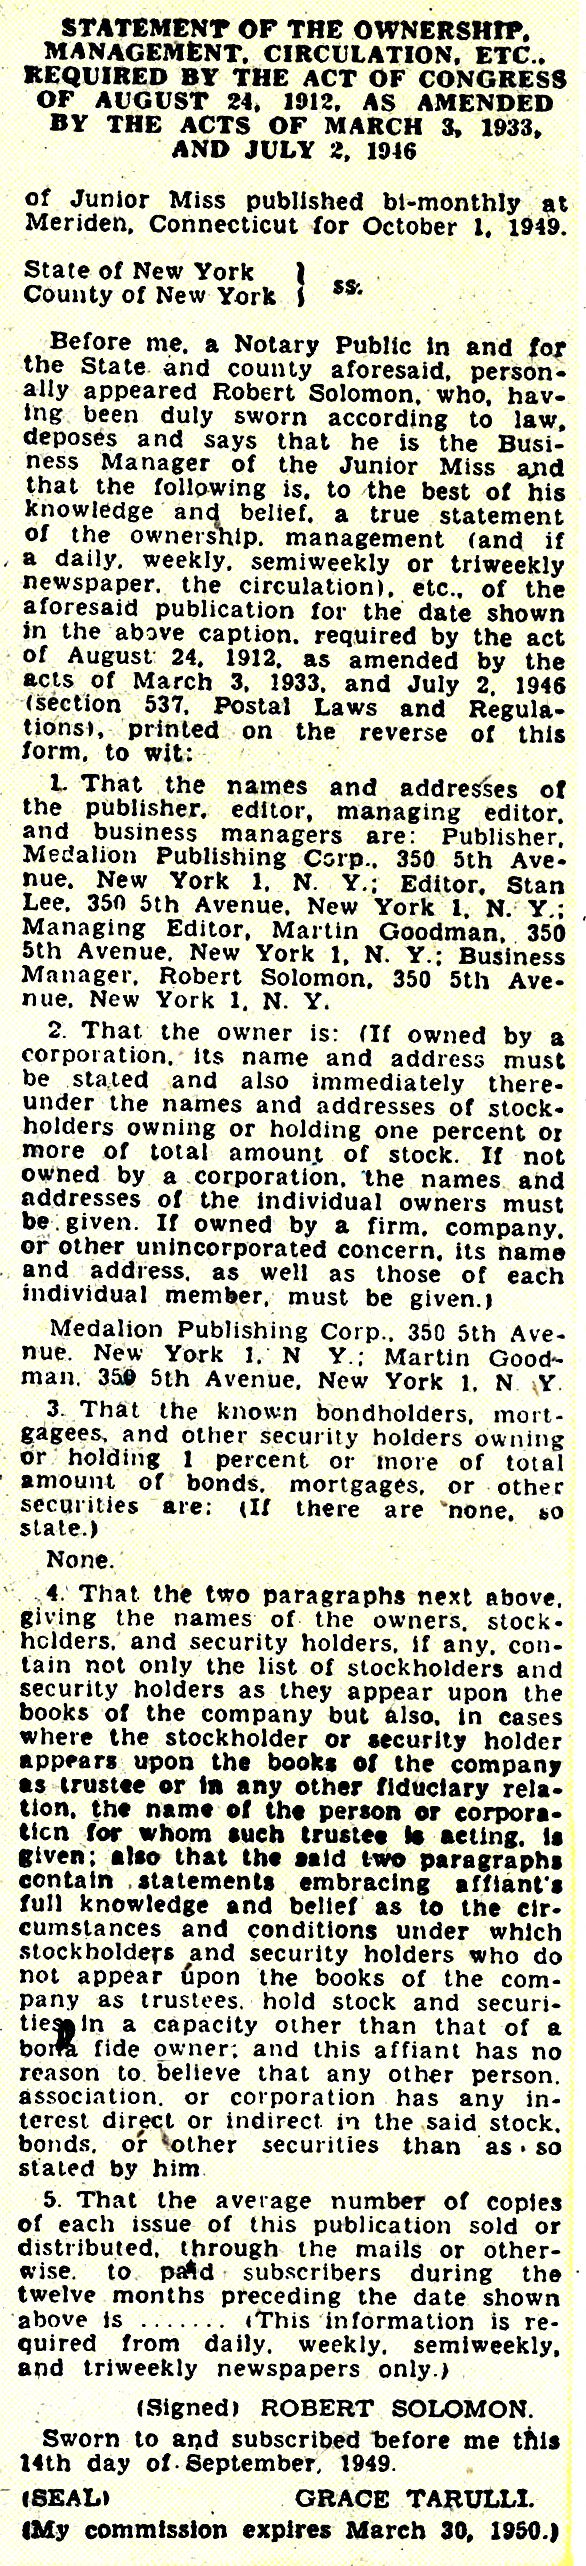 STATEMENT OF THE OWNERSHIP,
MANAGEMENT, CIRCULATION, ETC.,
REQUIRED BY THE ACT OF CONGRESS
OF AUGUST 24, 1912, AS AMENDED
BY THE ACTS OF MARCH 3, 1933,
AND JULY 2, 1946
of Junior Miss published bi-monthly at
Meriden, Connecticut for October 1, 1949.
State of New York
County of New York } ss.
Before me, a Notary Public in and for
the State and county aforesaid, person-
ally appeared Robert Solomon, who, hav-
ing been duly sworn according to law,
deposes and says that he is the Busi-
ness Manager of the Junior Miss and
that the following is, to the best of his
knowledge and belief, a true statement
of the ownership, management (and if
a daily, weekly, semiweekly or triweekly
newspaper, the circulation), etc., of the
aforesaid publication for the date shown
in the above caption, required by the act
of August 24, 1912, as amended by the
acts of March 3, 1933, and July 2, 1946
(section 537, Postal Laws and Regula-
tions), printed on the reverse of this
form, to wit:
1. That the names and addresses of
the publisher, editor, managing editor,
and business managers are: Publisher,
Medalion Publishing Corp., 350 5th Ave-
nue, New York 1, N. Y.; Editor, Stan
Lee, 350 5th Avenue, New York 1, N. Y.;
Managing Editor, Martin Goodman, 350
5th Avenue, New York 1, N. Y.; Business
Manager, Robert Solomon, 350 5th Ave-
nue, New York 1, N. Y.
2. That the owner is: (If owned by a
corporation, its name and address must
be stated and also immediately there-
under the names and addresses of stock-
holders owning or holding one percent or
more of total amount of stock. If not
owned by a corporation, the names and
addresses of the individual owners must
be given. If owned by a firm, company,
or other unincorporated concern, its name
and address, as well as those of each
individual member, must be given.)
Medalion Publishing Corp., 350 5th Ave-
nue, New York 1, N Y.; Martin Good-
man, 350 5th Avenue, New York 1, N Y.
3. That the known bondholders, mort-
gagees, and other security holders owning
or holding 1 percent or more of total
amount of bonds, mortgages, or other
securities are: (If there are none, so
state.)
None.
4. That the two paragraphs next above,
giving the names of the owners, stock-
holders, and security holders, if any, con-
tain not only the list of stockholders and
security holders as they appear upon the
books of the company but also, in cases
where the stockholder or security holder
appears upon the books of the company
as trustee or in any other fiduciary rela-
tion, the name of the person or corpora-
tion for whom such trustee is acting, is
given; also that the said two paragraphs
contain statements embracing affiant's
full knowledge and belief as to the cir-
cumstances and conditions under which
stockholders and security holders who do
not appear upon the books of the com-
pany as trustees, hold stock and securi-
ties in a capacity other than that of a
bona fide owner; and this affiant has no
reason to believe that any other person,
association, or corporation has any in-
terest direct or indirect in the said stock,
bonds, or other securities than as so
stated by him
5. That the average number of copies
of each issue of this publication sold or
distributed, through the mails or other-
wise, to paid subscribers during the
twelve months preceding the date shown
above is ....... (This information is re-
quired from daily, weekly, semiweekly,
and triweekly newspapers only.)
(Signed) ROBERT SOLOMON.
Sworn to and subscribed before me this
14th day of September, 1949.
(SEAL) GRACE TARULLI.
(My commission expires March 30, 1950.)